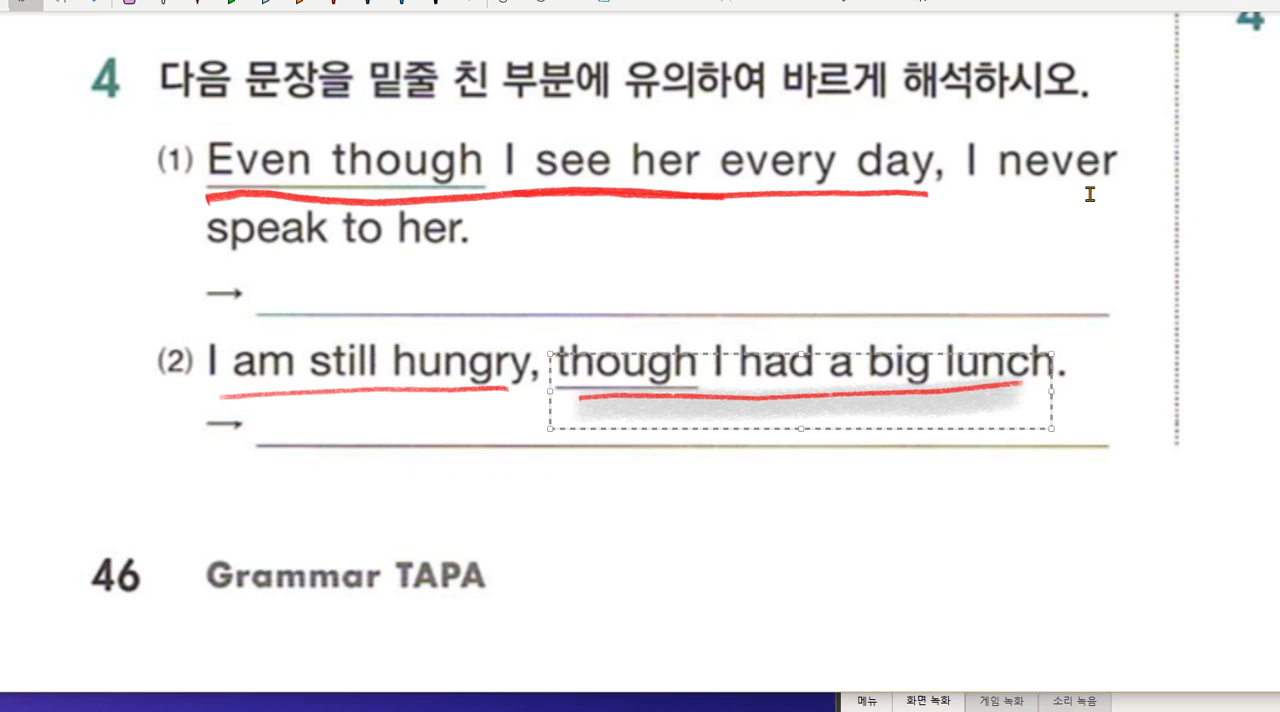 4
4 다음 문장을 밑줄 친 부분에 유의하여 바르게 해석하시오.
(1) Even though I see her every day, I never
speak to her.
→
(2) I am still hungry, though I had a big lunch.
→
46 Grammar TAPA
메뉴 화면 녹화 게임 녹화 소리 녹음